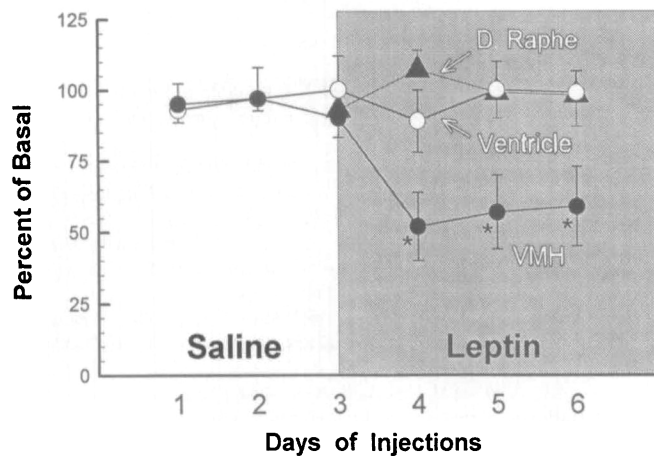 Percent of Basal
125
100
75
50
25
0
D. Raphe
Ventricle
*
*
*
VMH
Saline
Leptin
1 2 3 4 5 6
Days of Injections